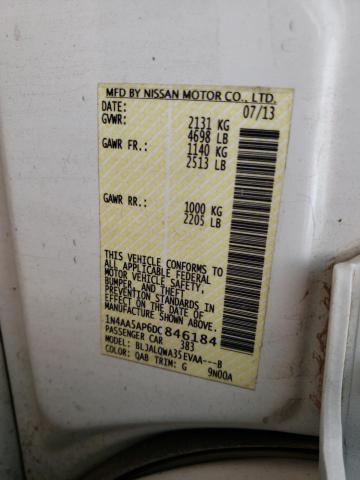 MFD BY NISSAN MOTOR CO., LTD.
DATE: 07/13
GVWR: 2131 KG
4698 LB
GAWR FR.: 1140 KG
2513 LB
GAWR RR.: 1000 KG
2205 LB
THIS VEHICLE CONFORMS TO
ALL APPLICABLE FEDERAL
MOTOR VEHICLE SAFETY,
BUMPER, AND THEFT
PREVENTION STANDARDS IN
EFFECT ON THE DATE OF
MANUFACTURE SHOWN ABOVE.
1N4AA5AP6DC846184
PASSENGER CAR 383
MODEL: BLJALQWA35EVAA---B
COLOR: QAB TRIM: G 9N00A